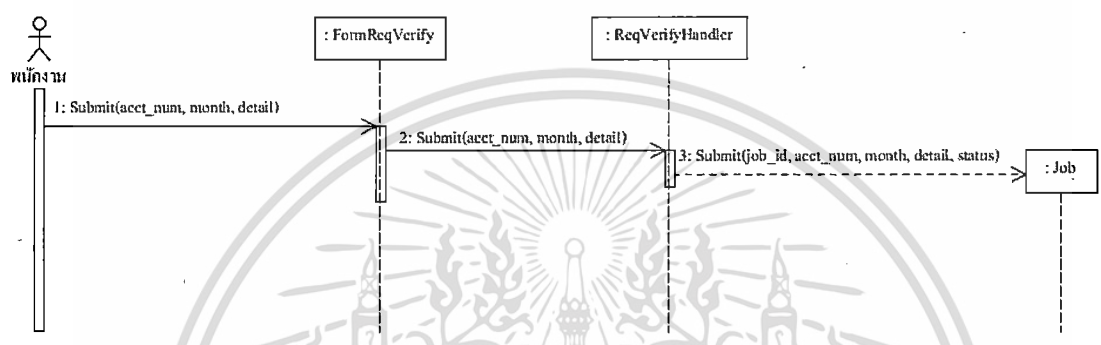 : FormReqVerify
: ReqVerifyHandler
พนักงาน
1: Submit(acct_num, month, detail)
2: Submit(acct_num, month, detail)
3: Submit(job_id, acct_num, month, detail, status)
: Job